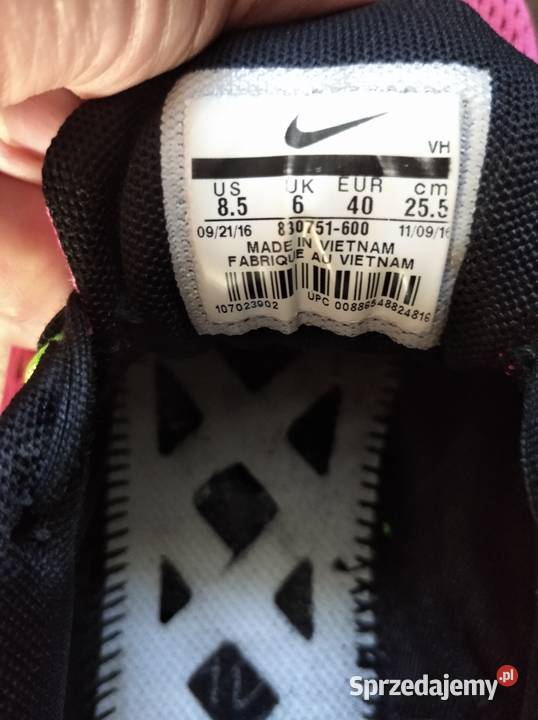 VH
US UK EUR cm
8.5 6 40 25.5
09/21/16 830751-600 11/09/16
MADE IN VIETNAM
FABRIQUE AU VIETNAM
107023902 UPC 00886548824816
Sprzedajemy.pl